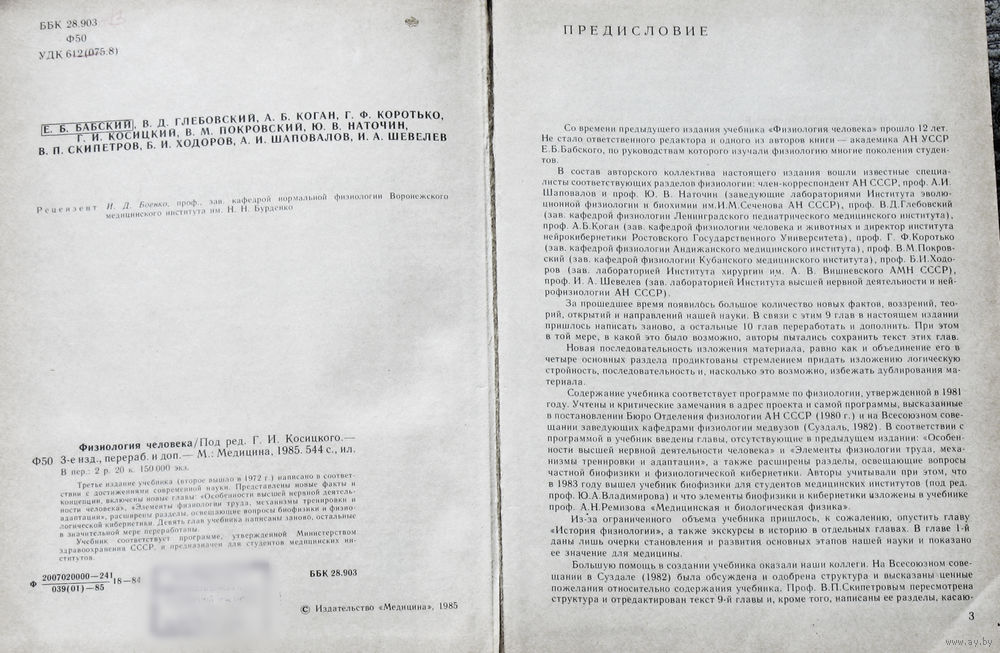 ББК 28.903
Ф50
УДК 612(075.8)
Е. Б. БАБСКИЙ, В. Д. ГЛЕБОВСКИЙ, А. Б. КОГАН, Г. Ф. КОРОТЬКО,
Г. И. КОСИЦКИЙ, В. М. ПОКРОВСКИЙ, Ю. В. НАТОЧИН,
В. П. СКИПЕТРОВ, Б. И. ХОДОРОВ, А. И. ШАПОВАЛОВ, И. А. ШЕВЕЛЕВ
Рецензент И. Д. Боенко, проф., зав. кафедрой нормальной физиологии Воронежского
медицинского института им. Н. Н. Бурденко
Физиология человека/Под ред. Г. И. Косицкого.—
Ф50 3-е изд., перераб. и доп.— М.: Медицина, 1985. 544 с., ил.
В пер.: 2 р. 20 к. 150 000 экз.
Третье издание учебника (второе вышло в 1972 г.) написано в соответ-
ствии с достижениями современной науки. Представлены новые факты и
концепции, включены новые главы: «Особенности высшей нервной деятель-
ности человека», «Элементы физиологии труда, механизмы тренировки и
адаптации», расширены разделы, освещающие вопросы биофизики и физио-
логической кибернетики. Девять глав учебника написаны заново, остальные
в значительной мере переработаны.
Учебник соответствует программе, утвержденной Министерством
здравоохранения СССР, и предназначен для студентов медицинских ин-
ститутов.
Ф 2007020000—241 18—84
039(01)—85
ББК 28.903
© Издательство «Медицина», 1985
ПРЕДИСЛОВИЕ
Со времени предыдущего издания учебника «Физиология человека» прошло 12 лет.
Не стало ответственного редактора и одного из авторов книги — академика АН УССР
Е.Б.Бабского, по руководствам которого изучали физиологию многие поколения студен-
тов.
В состав авторского коллектива настоящего издания вошли известные специа-
листы соответствующих разделов физиологии: член-корреспондент АН СССР, проф. А.И.
Шаповалов и проф. Ю. В. Наточин (заведующие лабораториями Института эволю-
ционной физиологии и биохимии им.И.М.Сеченова АН СССР), проф. В.Д.Глебовский
(зав. кафедрой физиологии Ленинградского педиатрического медицинского института),
проф. А.Б.Коган (зав. кафедрой физиологии человека и животных и директор института
нейрокибернетики Ростовского Государственного Университета), проф. Г. Ф.Коротько
(зав. кафедрой физиологии Андижанского медицинского института), проф. В.М.Покров-
ский (зав. кафедрой физиологии Кубанского медицинского института), проф. Б.И.Ходо-
ров (зав. лабораторией Института хирургии им. А. В. Вишневского АМН СССР),
проф. И. А. Шевелев (зав. лабораторией Института высшей нервной деятельности и ней-
рофизиологии АН СССР).
За прошедшее время появилось большое количество новых фактов, воззрений, тео-
рий, открытий и направлений нашей науки. В связи с этим 9 глав в настоящем издании
пришлось написать заново, а остальные 10 глав переработать и дополнить. При этом
в той мере, в какой это было возможно, авторы пытались сохранить текст этих глав.
Новая последовательность изложения материала, равно как и объединение его в
четыре основных раздела продиктованы стремлением придать изложению логическую
стройность, последовательность и, насколько это возможно, избежать дублирования ма-
териала.
Содержание учебника соответствует программе по физиологии, утвержденной в 1981
году. Учтены и критические замечания в адрес проекта и самой программы, высказанные
в постановлении Бюро Отделения физиологии АН СССР (1980 г.) и на Всесоюзном сове-
щании заведующих кафедрами физиологии медвузов (Суздаль, 1982). В соответствии с
программой в учебник введены главы, отсутствующие в предыдущем издании: «Особен-
ности высшей нервной деятельности человека» и «Элементы физиологии труда, меха-
низмы тренировки и адаптации», а также расширены разделы, освещающие вопросы
частной биофизики и физиологической кибернетики. Авторы учитывали при этом, что
в 1983 году вышел учебник биофизики для студентов медицинских институтов (под ред.
проф. Ю.А.Владимирова) и что элементы биофизики и кибернетики изложены в учебнике
проф. А.Н.Ремизова «Медицинская и биологическая физика».
Из-за ограниченного объема учебника пришлось, к сожалению, опустить главу
«История физиологии», а также экскурсы в историю в отдельных главах. В главе 1-й
даны лишь очерки становления и развития основных этапов нашей науки и показано
ее значение для медицины.
Большую помощь в создании учебника оказали наши коллеги. На Всесоюзном сове-
щании в Суздале (1982) была обсуждена и одобрена структура и высказаны ценные
пожелания относительно содержания учебника. Проф. В.П.Скипетровым пересмотрена
структура и отредактирован текст 9-й главы и, кроме того, написаны ее разделы, касаю-
3
www.ay.by